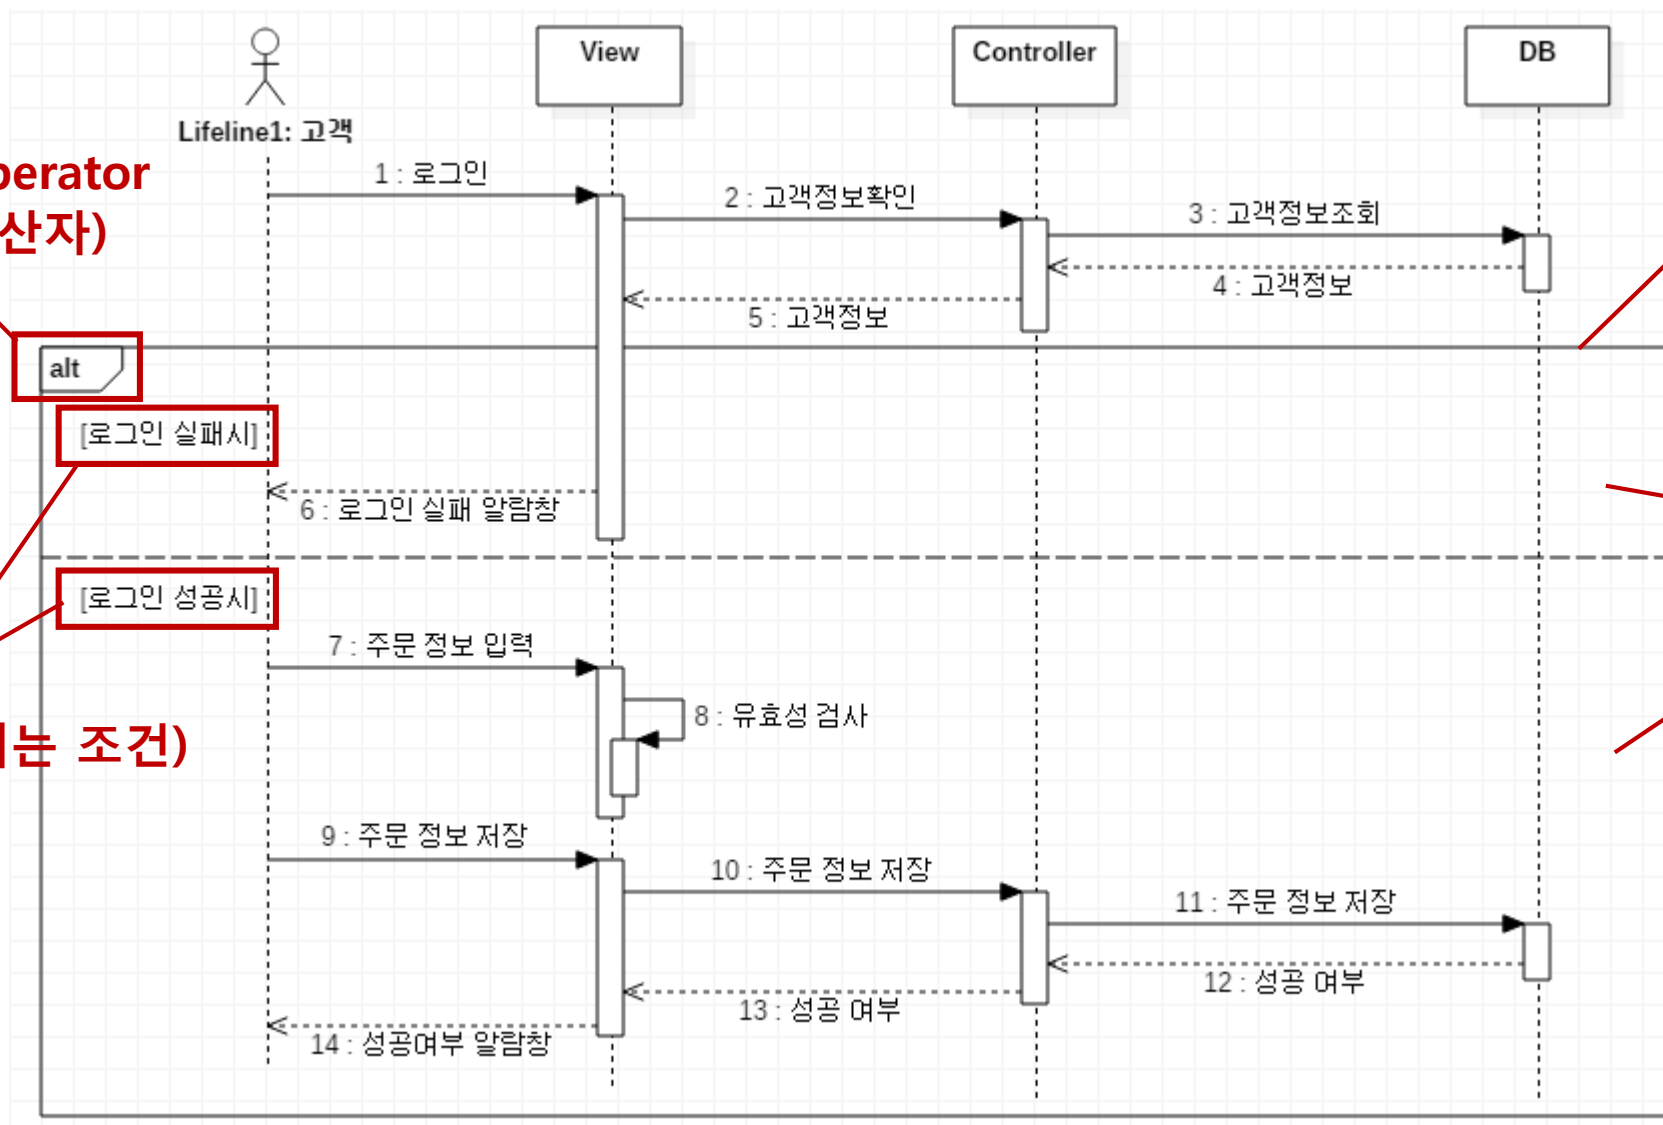 View
Controller
DB
Lifeline1: 고객
perator
산자)
1 : 로그인
2 : 고객정보확인
3 : 고객정보조회
4 : 고객정보
5 : 고객정보
alt
[로그인 실패시]
6 : 로그인 실패 알람창
[로그인 성공시]
7 : 주문 정보 입력
8 : 유효성 검사
는 조건)
9 : 주문 정보 저장
10 : 주문 정보 저장
11 : 주문 정보 저장
12 : 성공 여부
13 : 성공 여부
14 : 성공여부 알람창